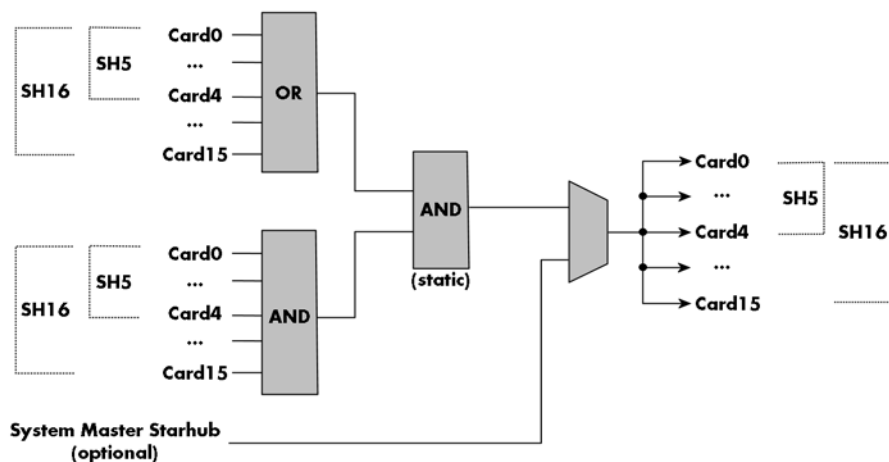 SH16
SH5
Card0
...
Card4
...
Card15
OR
SH16
SH5
Card0
...
Card4
...
Card15
AND
AND
(static)
Card0
...
Card4
...
Card15
SH5
SH16
System Master Starhub
(optional)